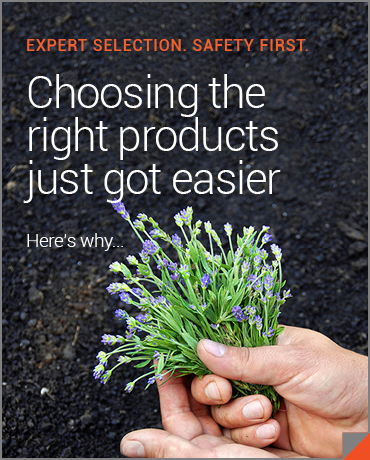 EXPERT SELECTION. SAFETY FIRST.
Choosing the
right products
just got easier
Here's why...